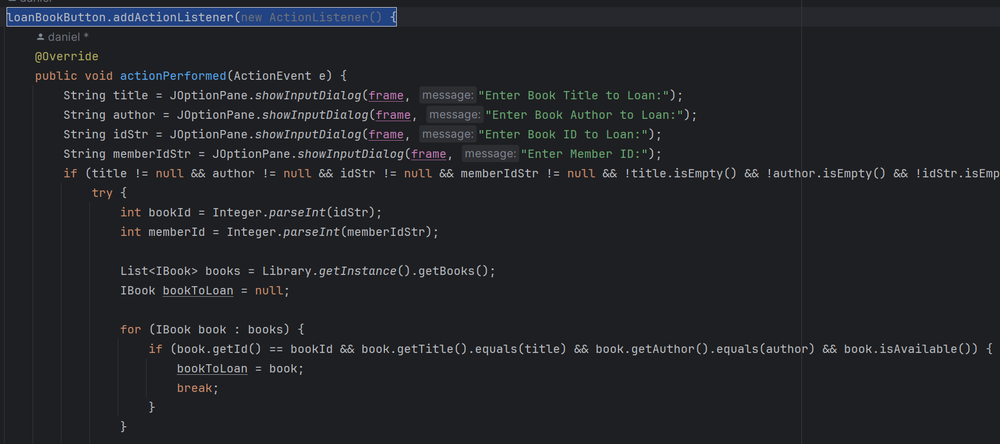 daniel
loanBookButton.addActionListener(new ActionListener() {
daniel *
@Override
public void actionPerformed(ActionEvent e) {
String title = JOptionPane.showInputDialog(frame, message: "Enter Book Title to Loan:");
String author = JOptionPane.showInputDialog(frame, message: "Enter Book Author to Loan:");
String idStr = JOptionPane.showInputDialog(frame, message: "Enter Book ID to Loan:");
String memberIdStr = JOptionPane.showInputDialog(frame, message: "Enter Member ID:");
if (title != null && author != null && idStr != null && memberIdStr != null && !title.isEmpty() && !author.isEmpty() && !idStr.isEmp
try {
int bookId = Integer.parseInt(idStr);
int memberId = Integer.parseInt(memberIdStr);
List<IBook> books = Library.getInstance().getBooks();
IBook bookToLoan = null;
for (IBook book : books) {
if (book.getId() == bookId && book.getTitle().equals(title) && book.getAuthor().equals(author) && book.isAvailable()) {
bookToLoan = book;
break;
}
}